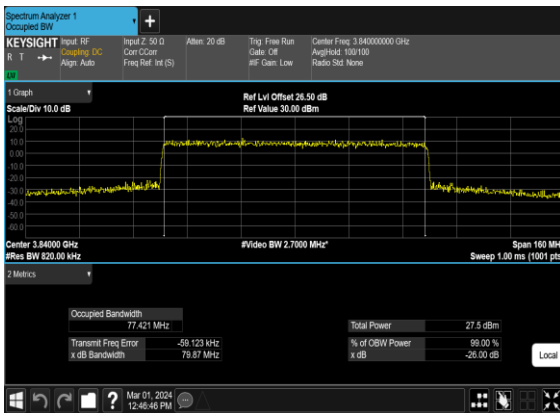 Spectrum Analyzer 1
Occupied BW
+
KEYSIGHT
R T
LV
Input: RF
Coupling: DC
Align: Auto
Input Z: 50 Ω
Corr CCorr
Freq Ref: Int (S)
Atten: 20 dB
Trig: Free Run
Gate: Off
#IF Gain: Low
Center Freq: 3.840000000 GHz
Avg|Hold: 100/100
Radio Std: None
1 Graph
Scale/Div 10.0 dB
Ref Lvl Offset 26.50 dB
Ref Value 30.00 dBm
Log
20.0
10.0
0.00
-10.0
-20.0
-30.0
-40.0
-50.0
-60.0
Center 3.84000 GHz
#Res BW 820.00 kHz
#Video BW 2.7000 MHz*
Span 160 MH
Sweep 1.00 ms (1001 pts
2 Metrics
Occupied Bandwidth
77.421 MHz
Transmit Freq Error -59.123 kHz
x dB Bandwidth 79.87 MHz
Total Power 27.5 dBm
% of OBW Power 99.00 %
x dB -26.00 dB
Local
?
Mar 01, 2024
12:46:46 PM